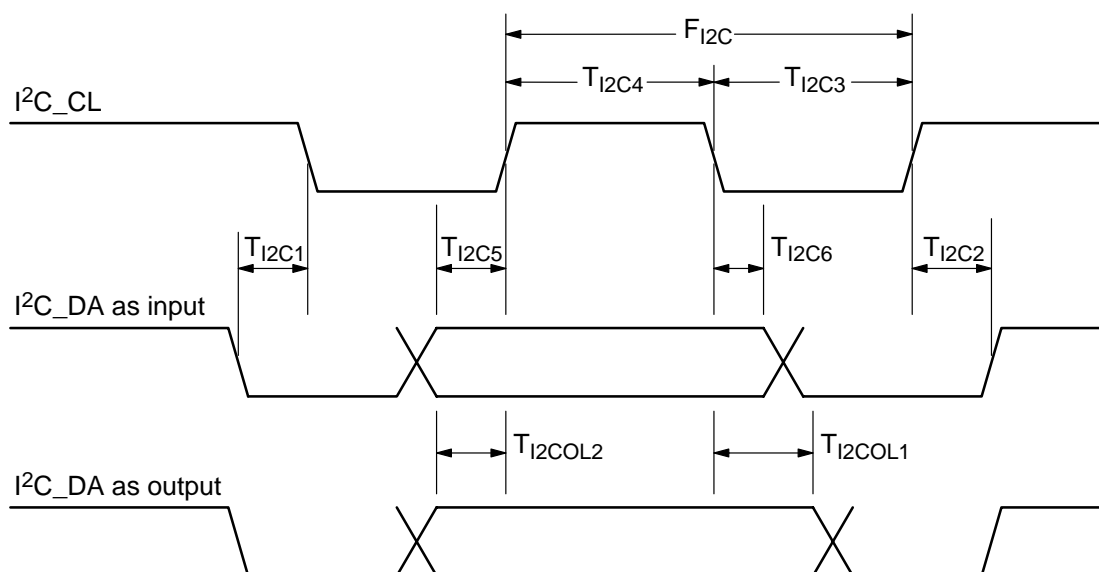 F_I2C
T_I2C4 T_I2C3
I²C_CL
T_I2C1 T_I2C5 T_I2C6 T_I2C2
I²C_DA as input
T_I2COL2 T_I2COL1
I²C_DA as output